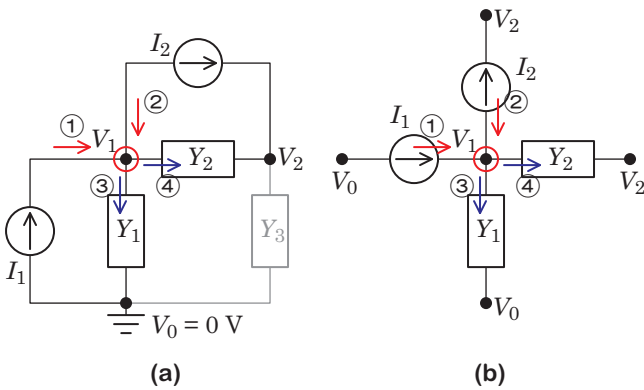 I₂
①
②
V₁
Y₂
V₂
③
④
Y₁
Y₃
I₁
V₀ = 0 V
(a)
V₂
I₂
②
I₁
①
V₁
Y₂
V₀
V₂
③
④
Y₁
V₀
(b)